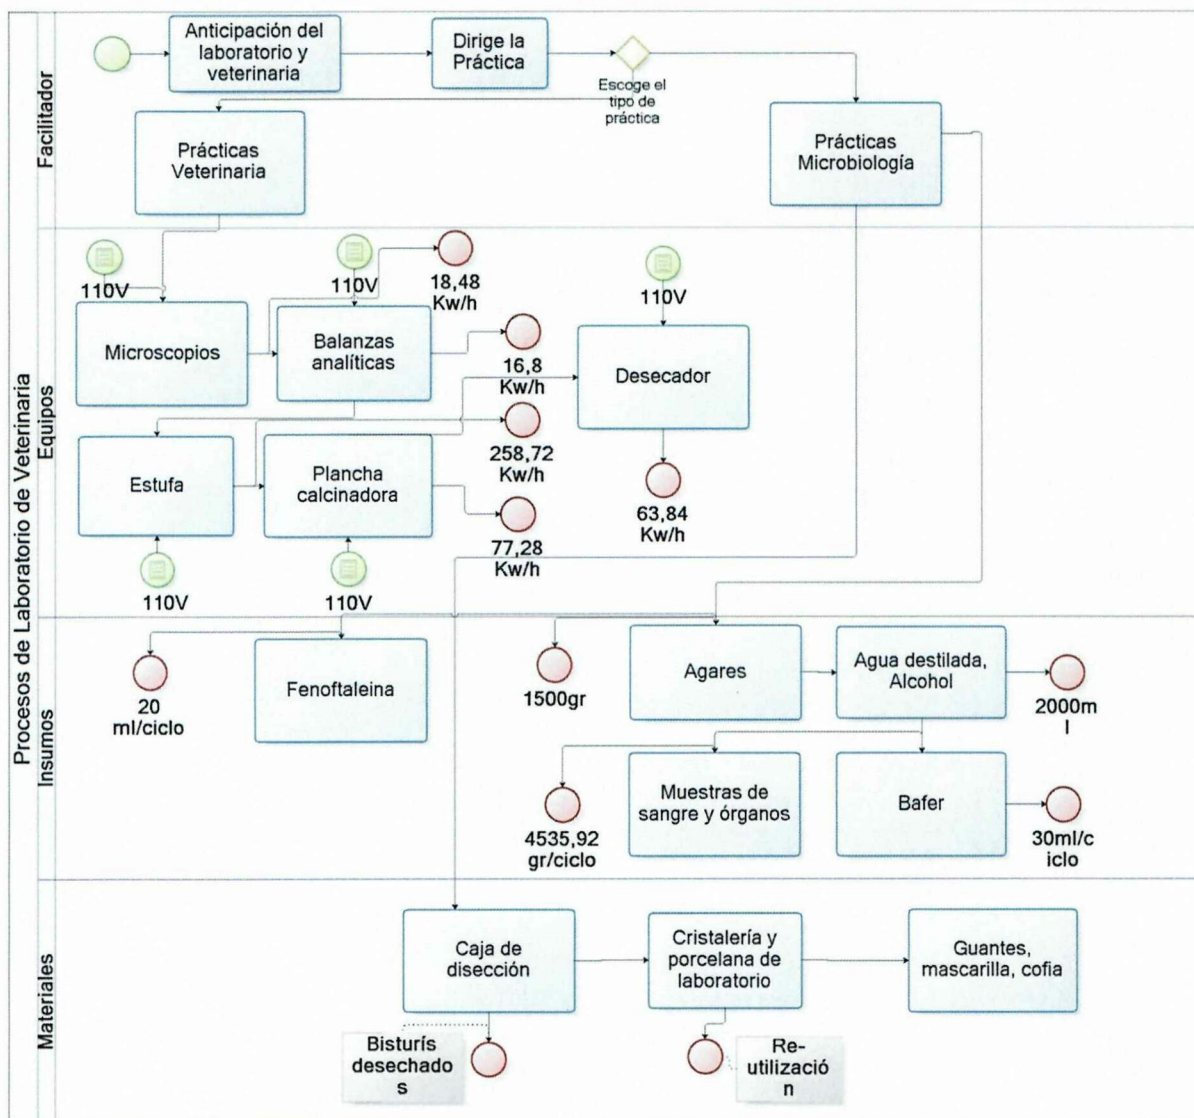 Procesos de Laboratorio de Veterinaria
Facilitador
Anticipación del
laboratorio y
veterinaria
Dirige la
Práctica
Escoge el
tipo de
práctica
Prácticas
Veterinaria
Prácticas
Microbiología
Equipos
110V
110V
18,48
Kw/h
110V
Microscopios
Balanzas
analíticas
16,8
Kw/h
Desecador
Estufa
Plancha
calcinadora
258,72
Kw/h
77,28
Kw/h
63,84
Kw/h
110V
110V
Insumos
20
ml/ciclo
Fenoftaleina
1500gr
Agares
Agua destilada,
Alcohol
2000m
l
4535,92
gr/ciclo
Muestras de
sangre y órganos
Bafer
30ml/c
iclo
Materiales
Caja de
disección
Cristalería y
porcelana de
laboratorio
Guantes,
mascarilla, cofia
Bisturís
desechado
s
Re-
utilizació
n